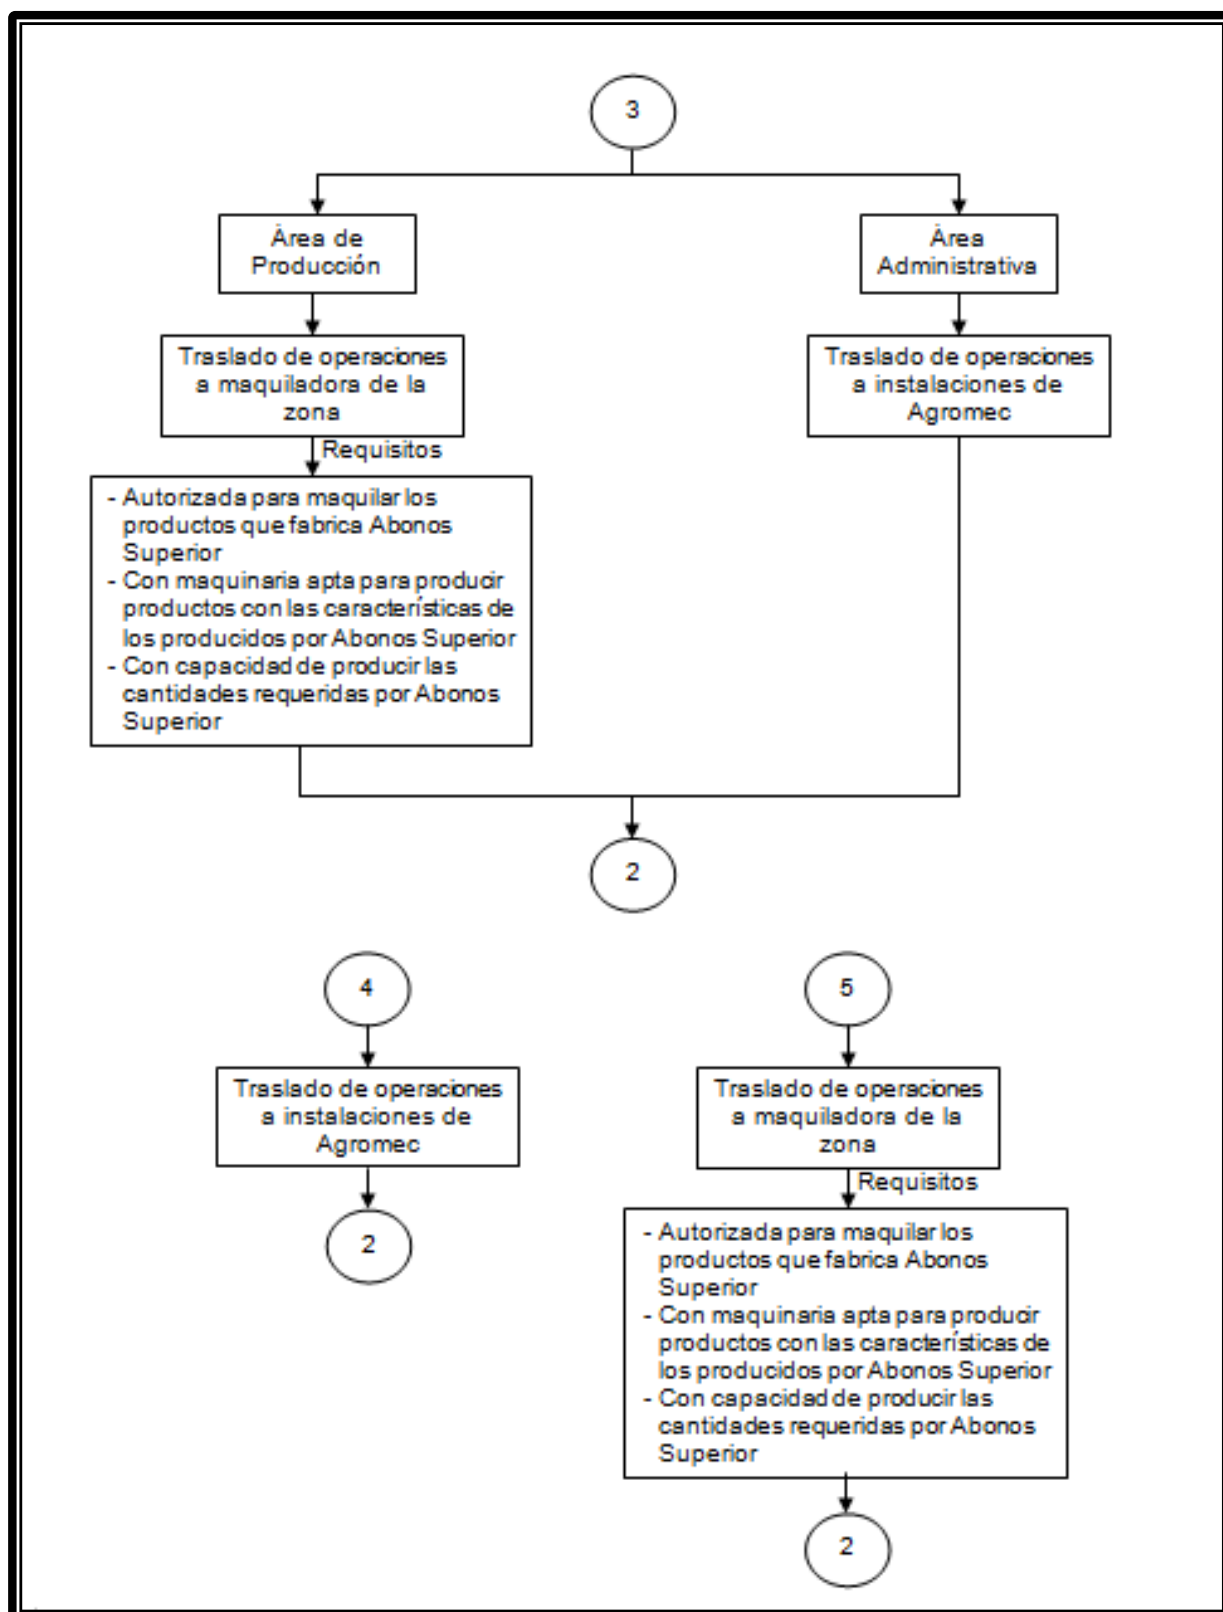 3
Área de
Producción
Área
Administrativa
Traslado de operaciones
a maquiladora de la
zona
Traslado de operaciones
a instalaciones de
Agromec
Requisitos
- Autorizada para maquilar los
productos que fabrica Abonos
Superior
- Con maquinaria apta para producir
productos con las características de
los producidos por Abonos Superior
- Con capacidad de producir las
cantidades requeridas por Abonos
Superior
2
4
Traslado de operaciones
a instalaciones de
Agromec
2
5
Traslado de operaciones
a maquiladora de la
zona
Requisitos
- Autorizada para maquilar los
productos que fabrica Abonos
Superior
- Con maquinaria apta para producir
productos con las características de
los producidos por Abonos Superior
- Con capacidad de producir las
cantidades requeridas por Abonos
Superior
2